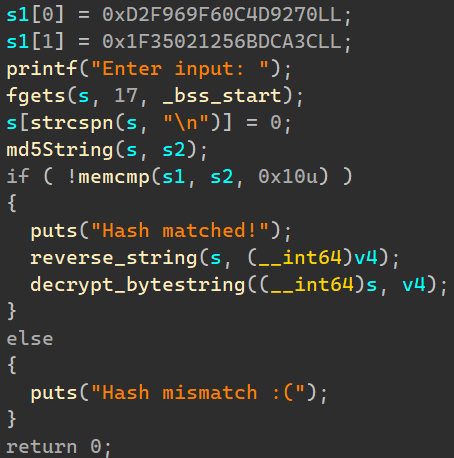 s1[0] = 0xD2F969F60C4D9270LL;
s1[1] = 0x1F35021256BDCA3CLL;
printf("Enter input: ");
fgets(s, 17, _bss_start);
s[strcspn(s, "\n")] = 0;
md5String(s, s2);
if ( !memcmp(s1, s2, 0x10u) )
{
puts("Hash matched!");
reverse_string(s, (__int64)v4);
decrypt_bytestring((__int64)s, v4);
}
else
{
puts("Hash mismatch :(");
}
return 0;